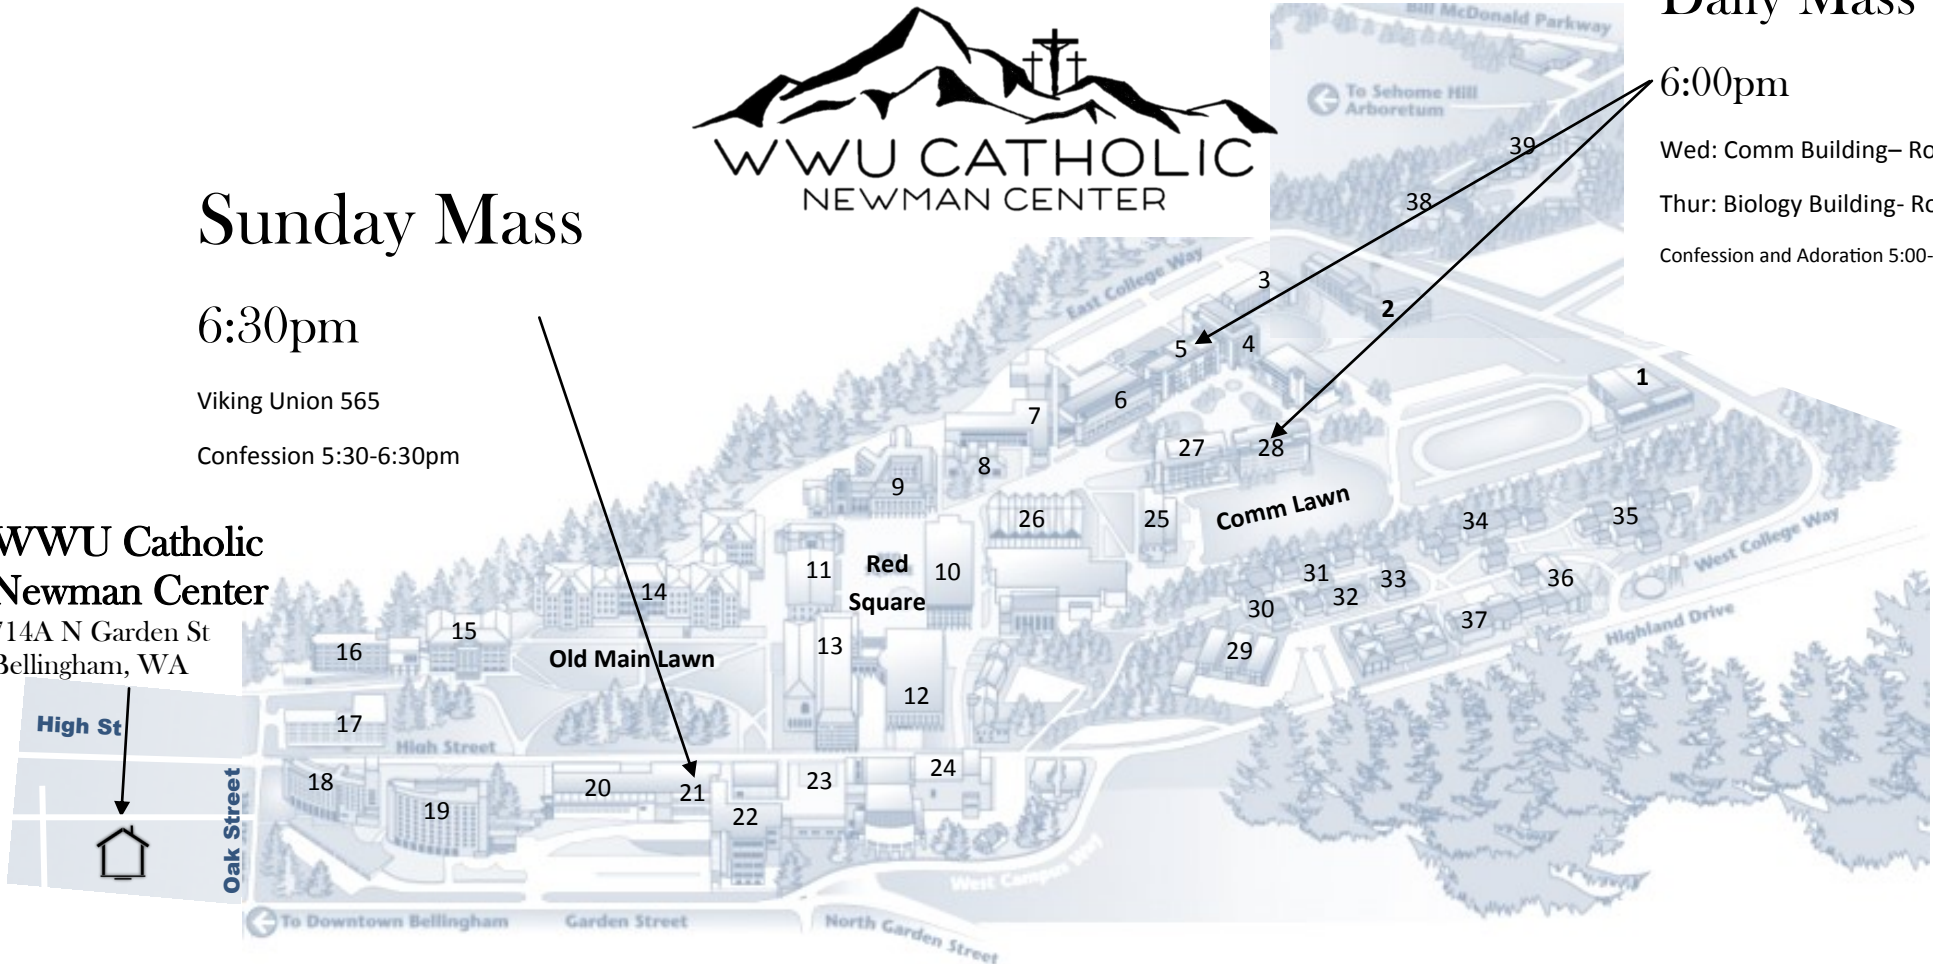 Daily Mass
6:00pm
Wed: Comm Building– Ro
Thur: Biology Building- Ro
Confession and Adoration 5:00-
Bill McDonald Parkway
To Sehome Hill
Arboretum
WWU CATHOLIC
NEWMAN CENTER
Sunday Mass
6:30pm
Viking Union 565
Confession 5:30-6:30pm
WWU Catholic
Newman Center
714A N Garden St
Bellingham, WA
High St
Oak Street
East College Way
39
38
3
2
5
4
1
6
7
27
28
8
9
Comm Lawn
26
25
34
35
West College Way
Red
Square
11
10
14
31
33
36
32
30
37
Highland Drive
15
16
Old Main Lawn
13
29
12
17
High Street
18
19
20
21
22
23
24
West Campus Way
To Downtown Bellingham
Garden Street
North Garden Street